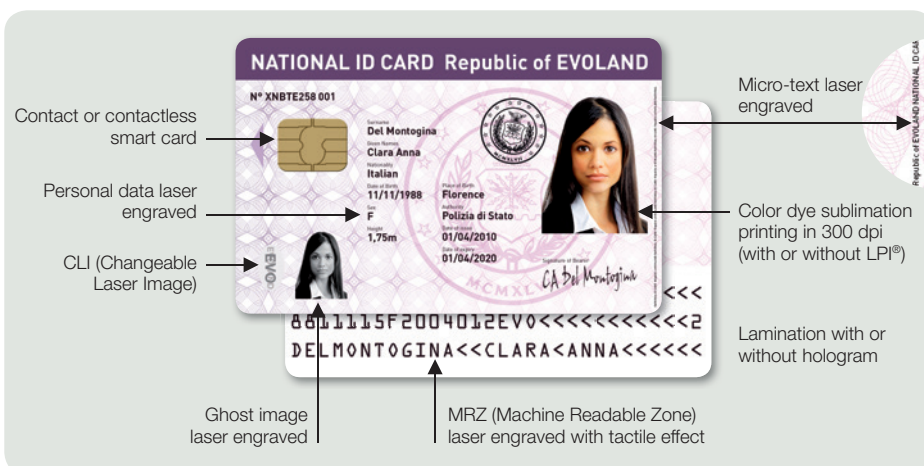 NATIONAL ID CARD Republic of EVOLAND
Nº XNBTE258 001
Contact or contactless
smart card
Personal data laser
engraved
CLI (Changeable
Laser Image)
Surname
Del Montogina
Given Names
Clara Anna
Nationality
Italian
Date of Birth
11/11/1988
Place of Birth
Florence
Sex
F
Authority
Polizia di Stato
Height
1,75m
Date of issue
01/04/2010
Date of expiry
01/04/2020
Signature of Bearer
CA Del Montogina
EVO
MCMXLVII
<<<
8811115F2004012EVO<<<<<<<<<<<2
DELMONTOGINA<<CLARA<ANNA<<<<<<
Ghost image
laser engraved
MRZ (Machine Readable Zone)
laser engraved with tactile effect
Micro-text laser
engraved
Republic of EVOLAND NATIONAL ID CA
Color dye sublimation
printing in 300 dpi
(with or without LPI®)
Lamination with or
without hologram